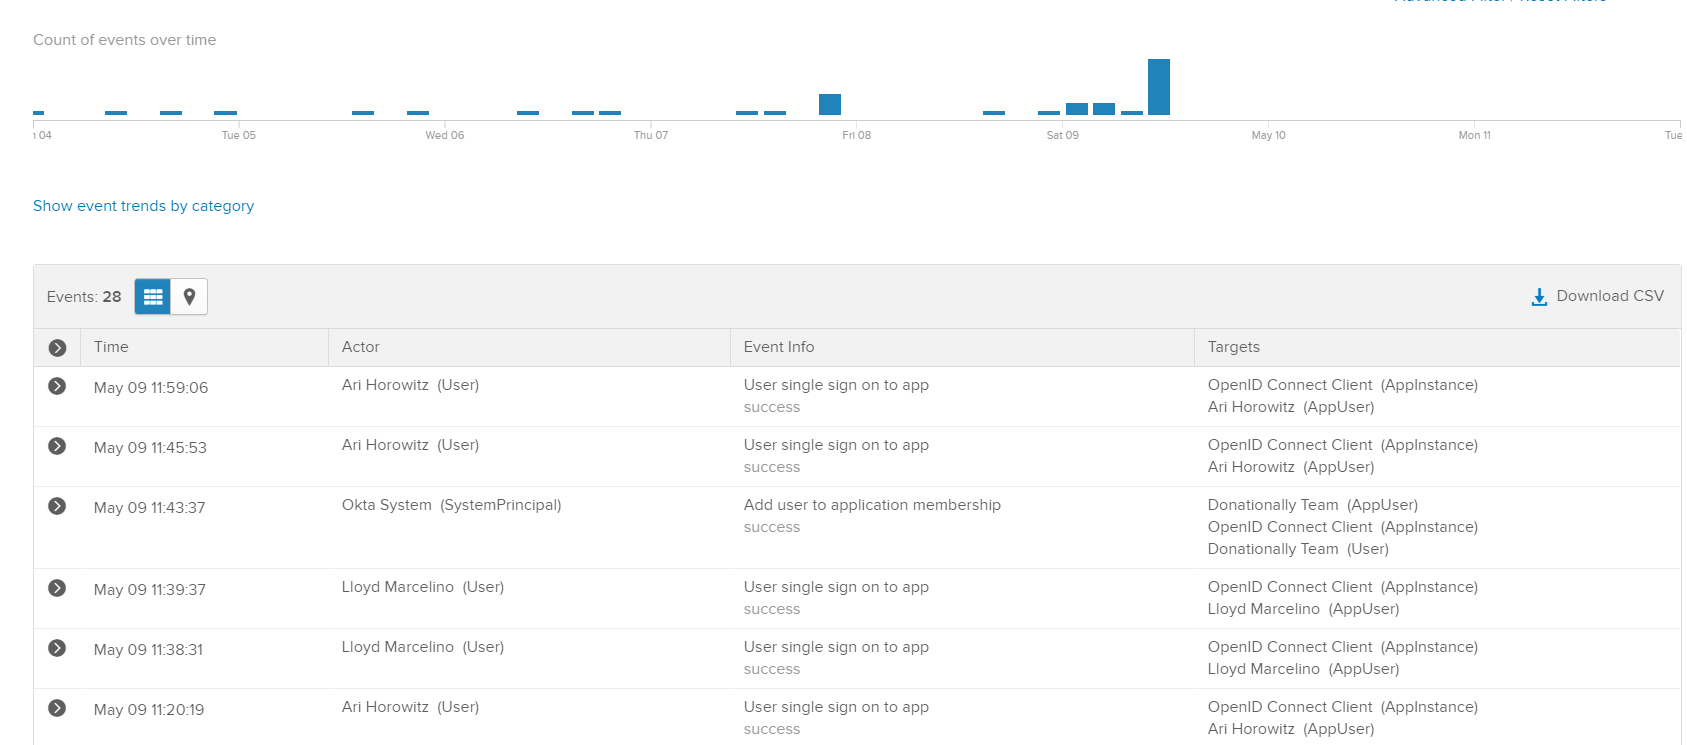 Advanced Filter / Reset Filters
Count of events over time
04 Tue 05 Wed 06 Thu 07 Fri 08 Sat 09 May 10 Mon 11 Tue
Show event trends by category
Events: 28 Download CSV
Time Actor Event Info Targets
May 09 11:59:06 Ari Horowitz (User) User single sign on to app OpenID Connect Client (AppInstance)
success Ari Horowitz (AppUser)
May 09 11:45:53 Ari Horowitz (User) User single sign on to app OpenID Connect Client (AppInstance)
success Ari Horowitz (AppUser)
May 09 11:43:37 Okta System (SystemPrincipal) Add user to application membership Donationally Team (AppUser)
success OpenID Connect Client (AppInstance)
Donationally Team (User)
May 09 11:39:37 Lloyd Marcelino (User) User single sign on to app OpenID Connect Client (AppInstance)
success Lloyd Marcelino (AppUser)
May 09 11:38:31 Lloyd Marcelino (User) User single sign on to app OpenID Connect Client (AppInstance)
success Lloyd Marcelino (AppUser)
May 09 11:20:19 Ari Horowitz (User) User single sign on to app OpenID Connect Client (AppInstance)
success Ari Horowitz (AppUser)